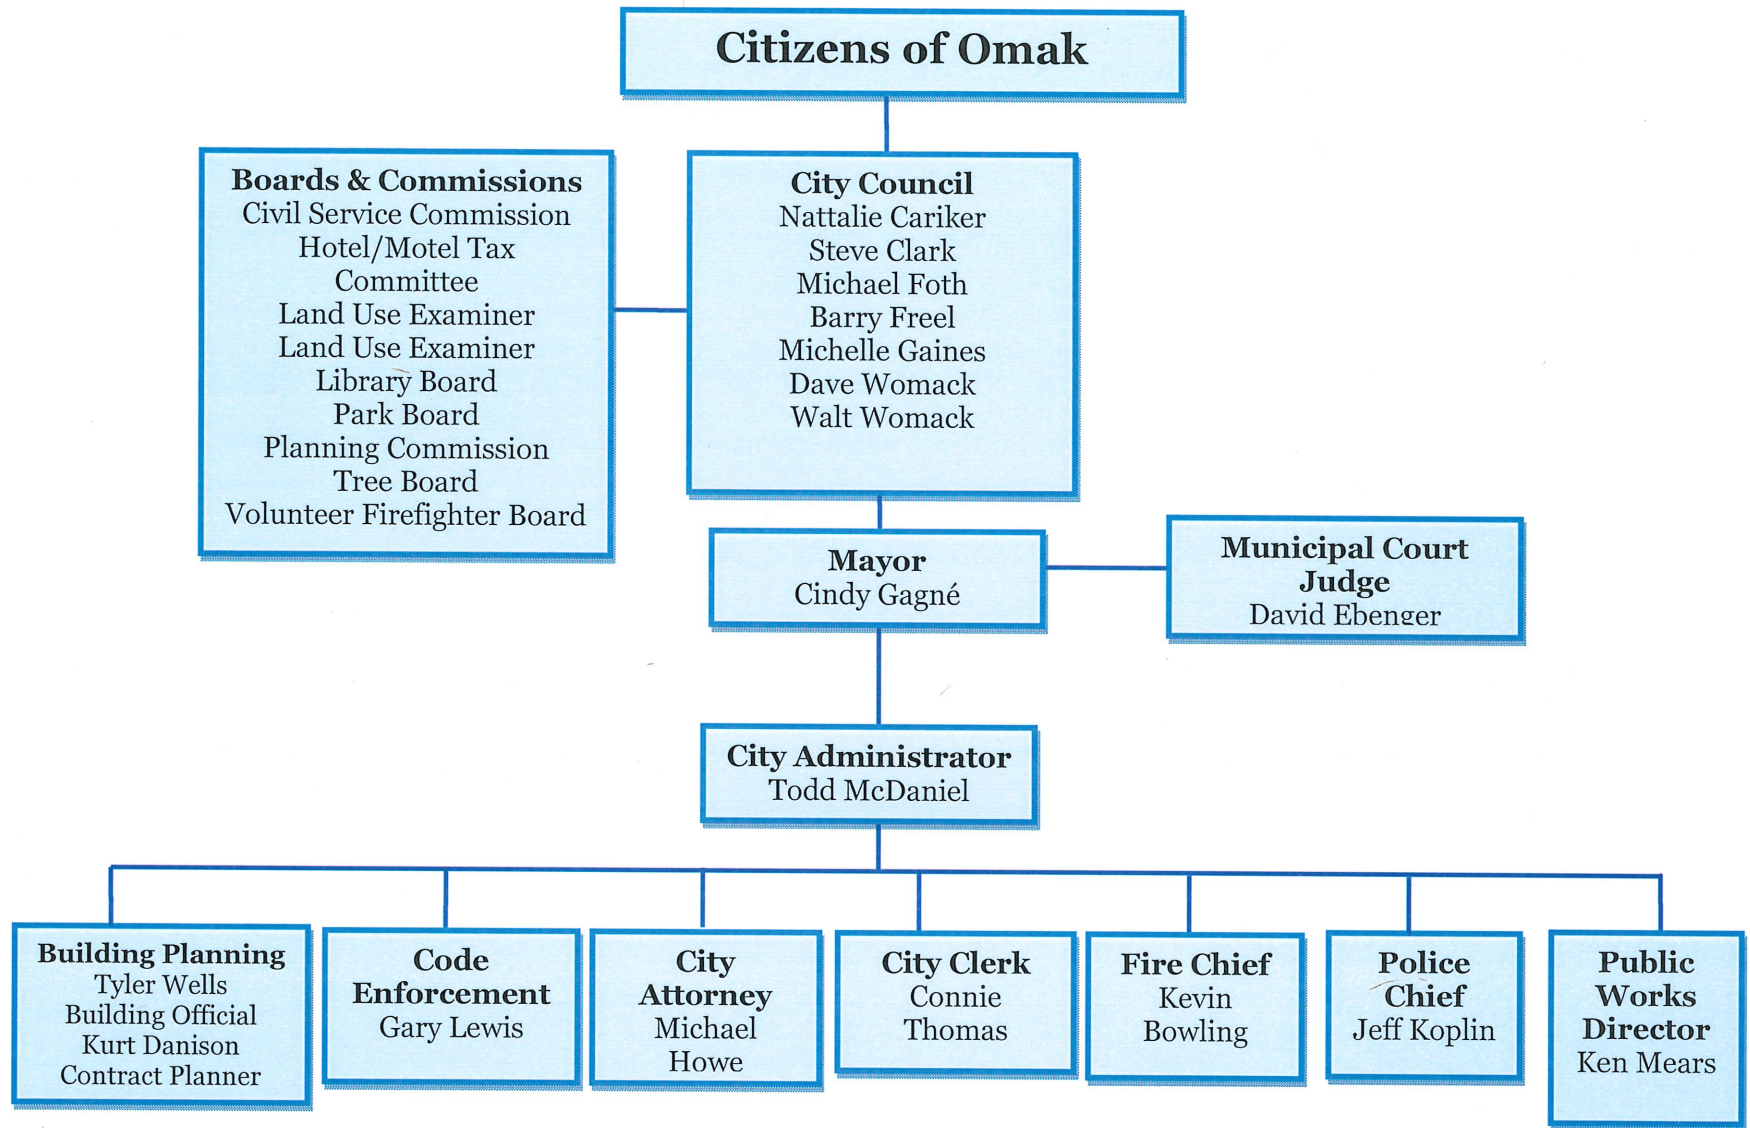 Citizens of Omak
Boards & Commissions
Civil Service Commission
Hotel/Motel Tax
Committee
Land Use Examiner
Land Use Examiner
Library Board
Park Board
Planning Commission
Tree Board
Volunteer Firefighter Board
City Council
Nattalie Cariker
Steve Clark
Michael Foth
Barry Freel
Michelle Gaines
Dave Womack
Walt Womack
Mayor
Cindy Gagné
Municipal Court
Judge
David Ebenger
City Administrator
Todd McDaniel
Building Planning
Tyler Wells
Building Official
Kurt Danison
Contract Planner
Code
Enforcement
Gary Lewis
City
Attorney
Michael
Howe
City Clerk
Connie
Thomas
Fire Chief
Kevin
Bowling
Police
Chief
Jeff Koplin
Public
Works
Director
Ken Mears